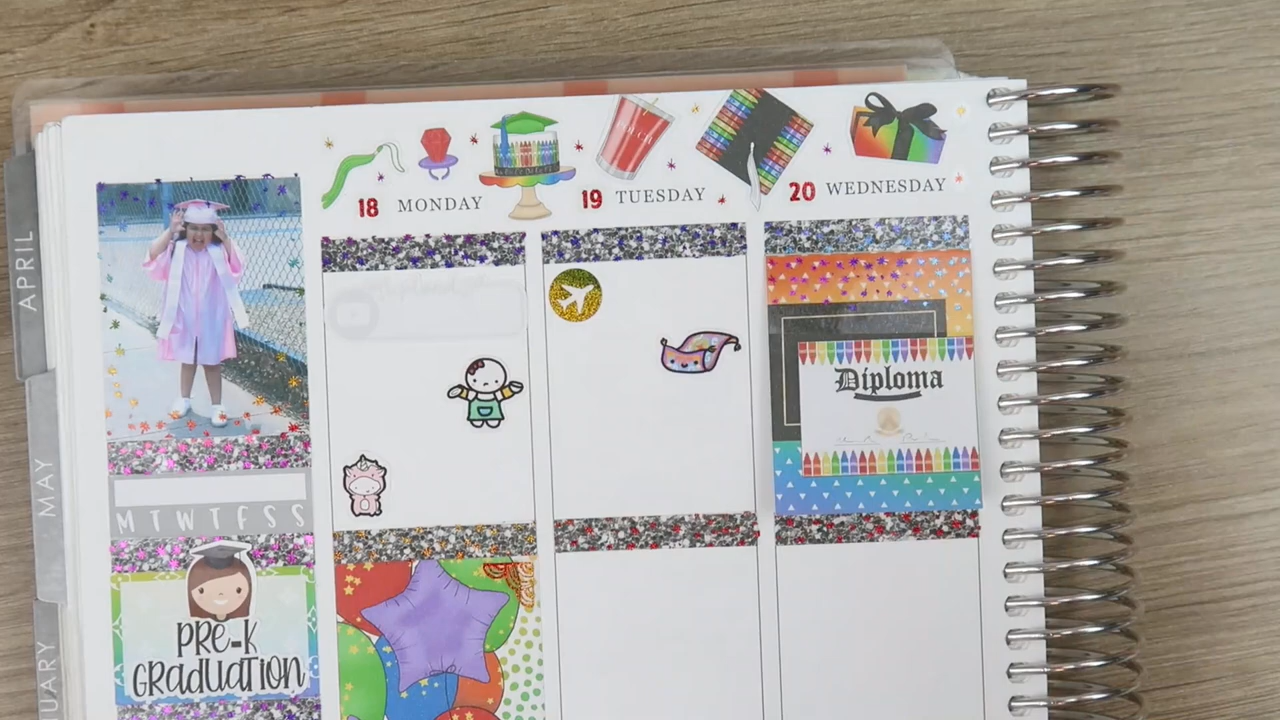 18 MONDAY
19 TUESDAY
20 WEDNESDAY
APRIL
MAY
M T W T F S S
Diploma
PRE-K
GRADUATION